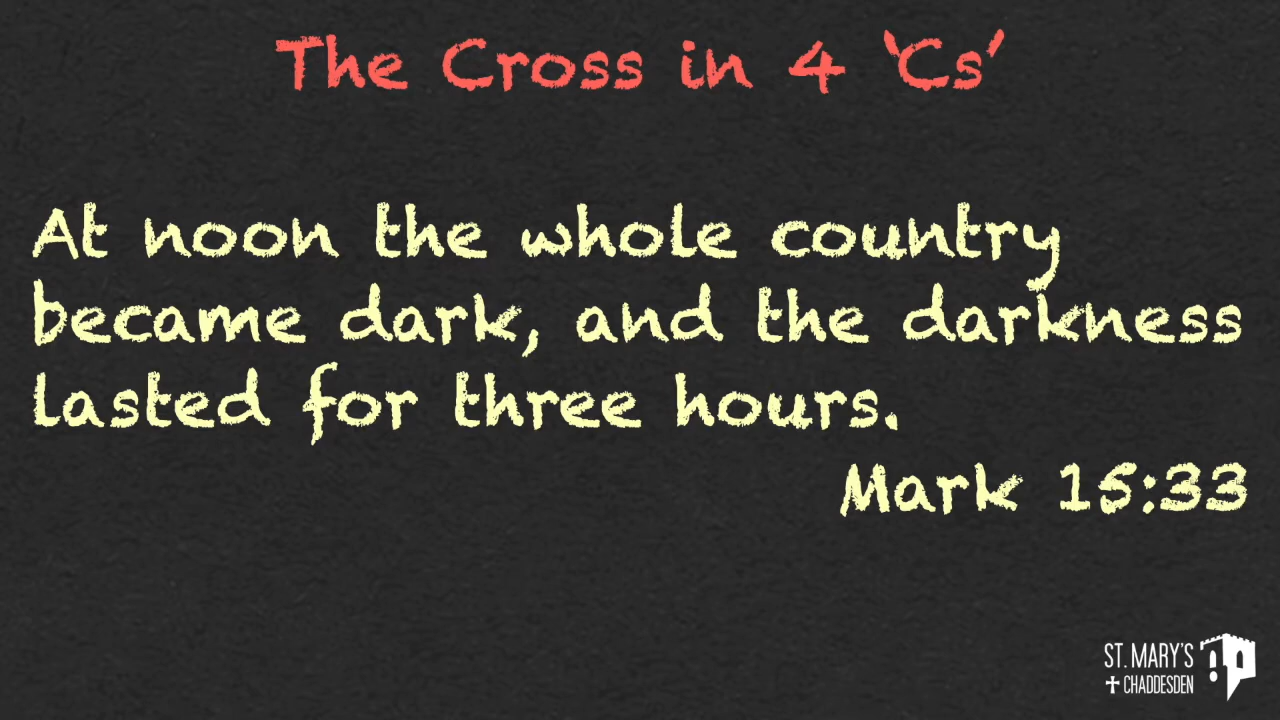 The Cross in 4 ‘Cs’
At noon the whole country
became dark, and the darkness
lasted for three hours.
Mark 15:33
ST. MARY'S
CHADDESDEN